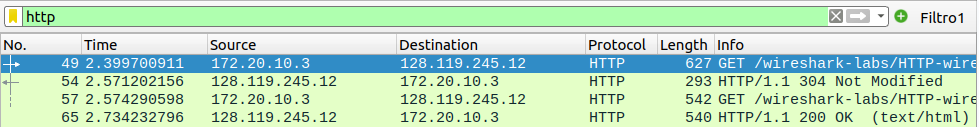 http Filtro1
No. Time Source Destination Protocol Length Info
49 2.399700911 172.20.10.3 128.119.245.12 HTTP 627 GET /wireshark-labs/HTTP-wire
54 2.571202156 128.119.245.12 172.20.10.3 HTTP 293 HTTP/1.1 304 Not Modified
57 2.574290598 172.20.10.3 128.119.245.12 HTTP 542 GET /wireshark-labs/HTTP-wire
65 2.734232796 128.119.245.12 172.20.10.3 HTTP 540 HTTP/1.1 200 OK (text/html)